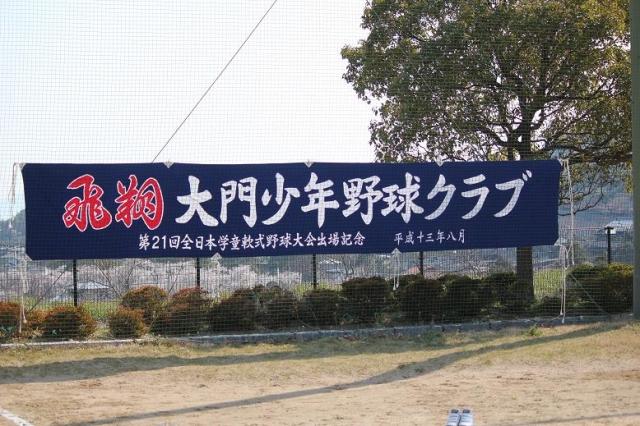 飛翔 大門少年野球クラブ
第21回全日本学童軟式野球大会出場記念 平成十三年八月